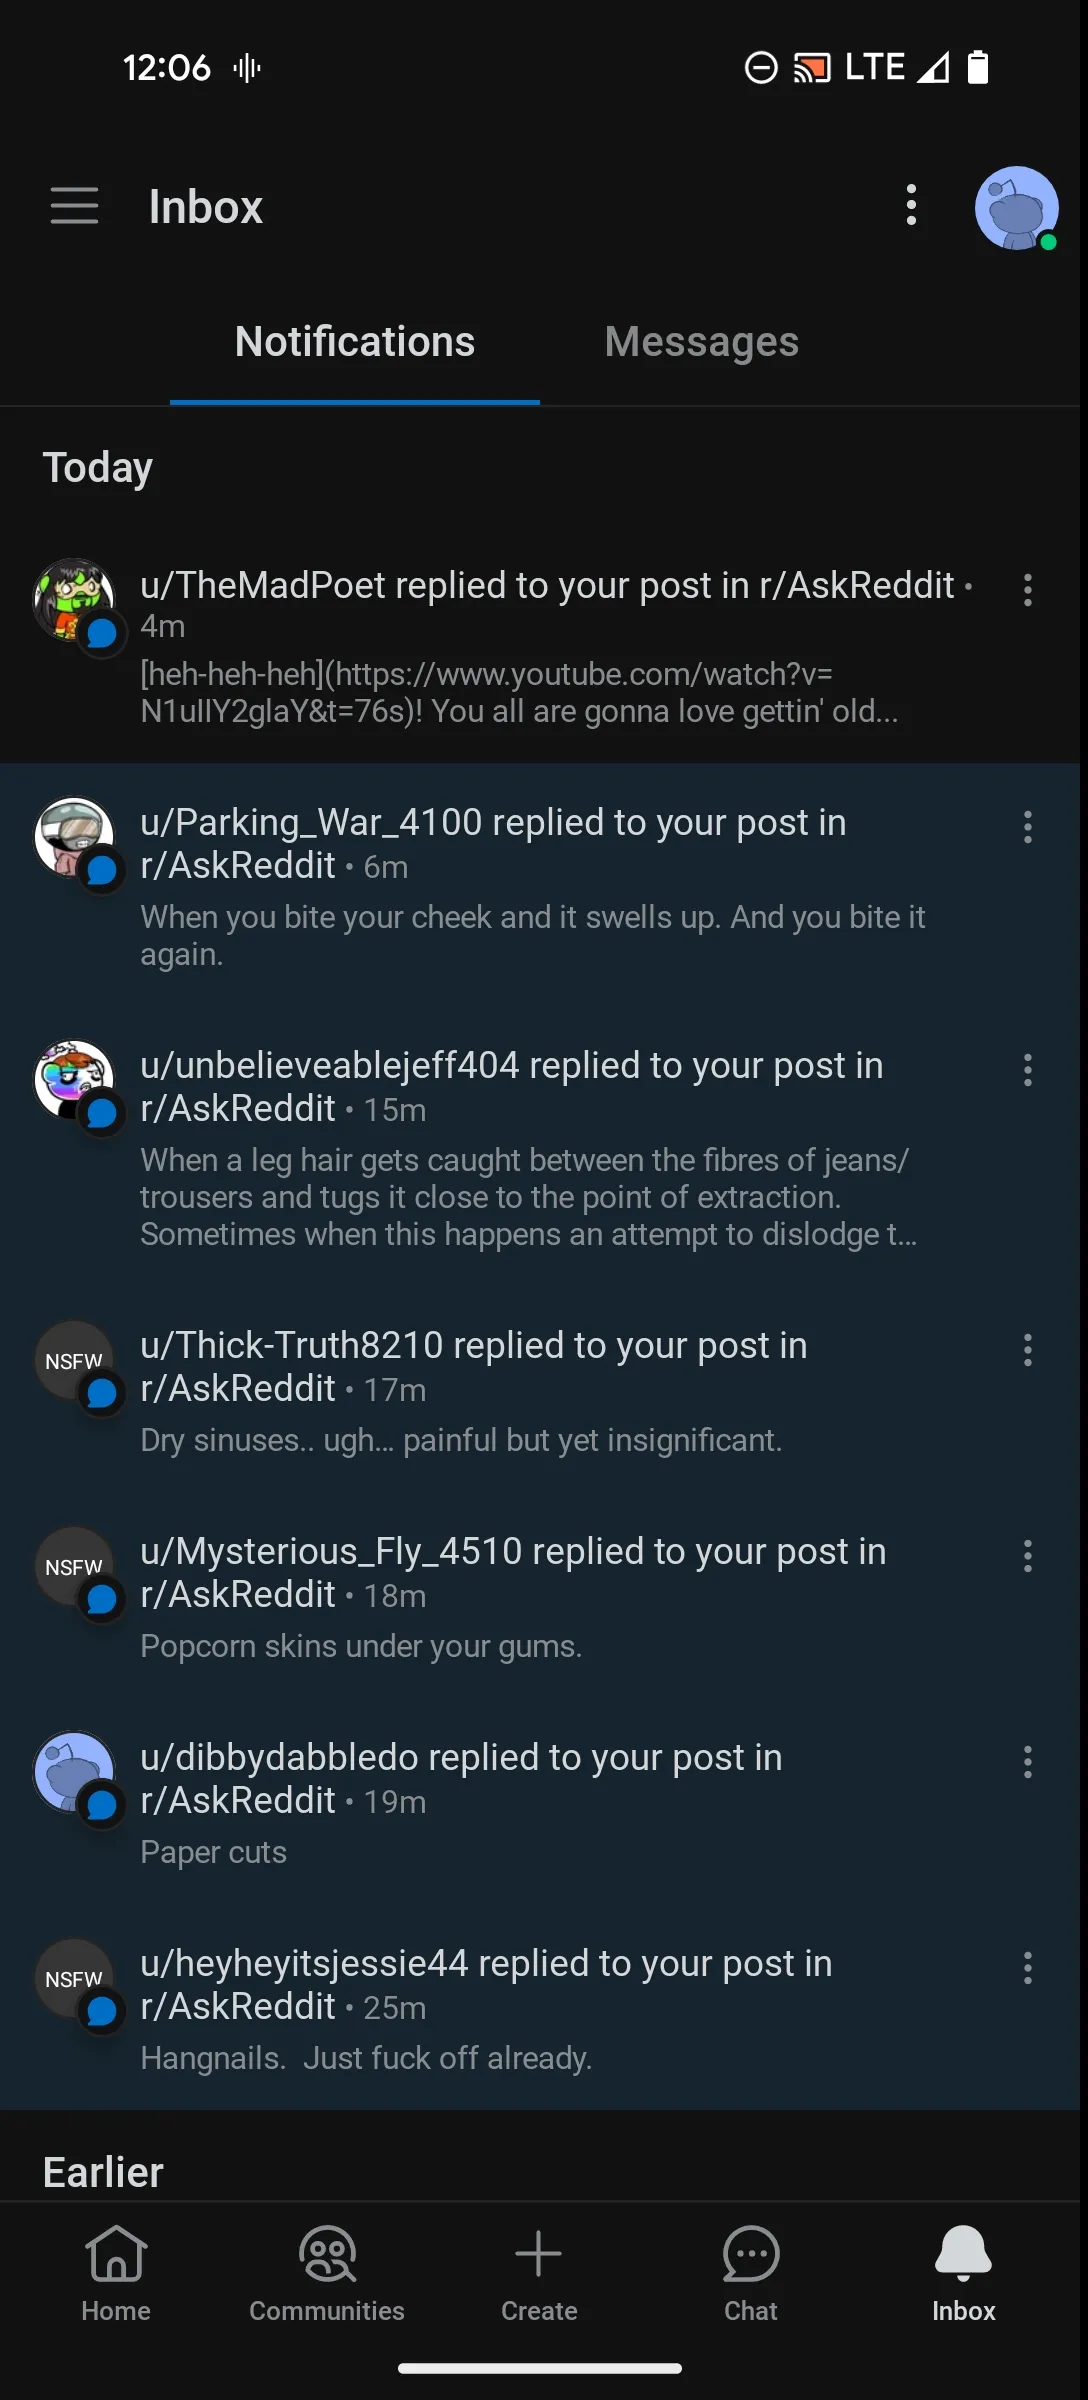 12:06
LTE
Inbox
Notifications
Messages
Today
u/TheMadPoet replied to your post in r/AskReddit •
4m
[heh-heh-heh](https://www.youtube.com/watch?v=
N1uIIY2glaY&t=76s)! You all are gonna love gettin' old...
u/Parking_War_4100 replied to your post in
r/AskReddit • 6m
When you bite your cheek and it swells up. And you bite it
again.
u/unbelieveablejeff404 replied to your post in
r/AskReddit • 15m
When a leg hair gets caught between the fibres of jeans/
trousers and tugs it close to the point of extraction.
Sometimes when this happens an attempt to dislodge t...
NSFW
u/Thick-Truth8210 replied to your post in
r/AskReddit • 17m
Dry sinuses.. ugh... painful but yet insignificant.
NSFW
u/Mysterious_Fly_4510 replied to your post in
r/AskReddit • 18m
Popcorn skins under your gums.
u/dibbydabbledo replied to your post in
r/AskReddit • 19m
Paper cuts
NSFW
u/heyheyitsjessie44 replied to your post in
r/AskReddit • 25m
Hangnails.  Just fuck off already.
Earlier
Home
Communities
Create
Chat
Inbox